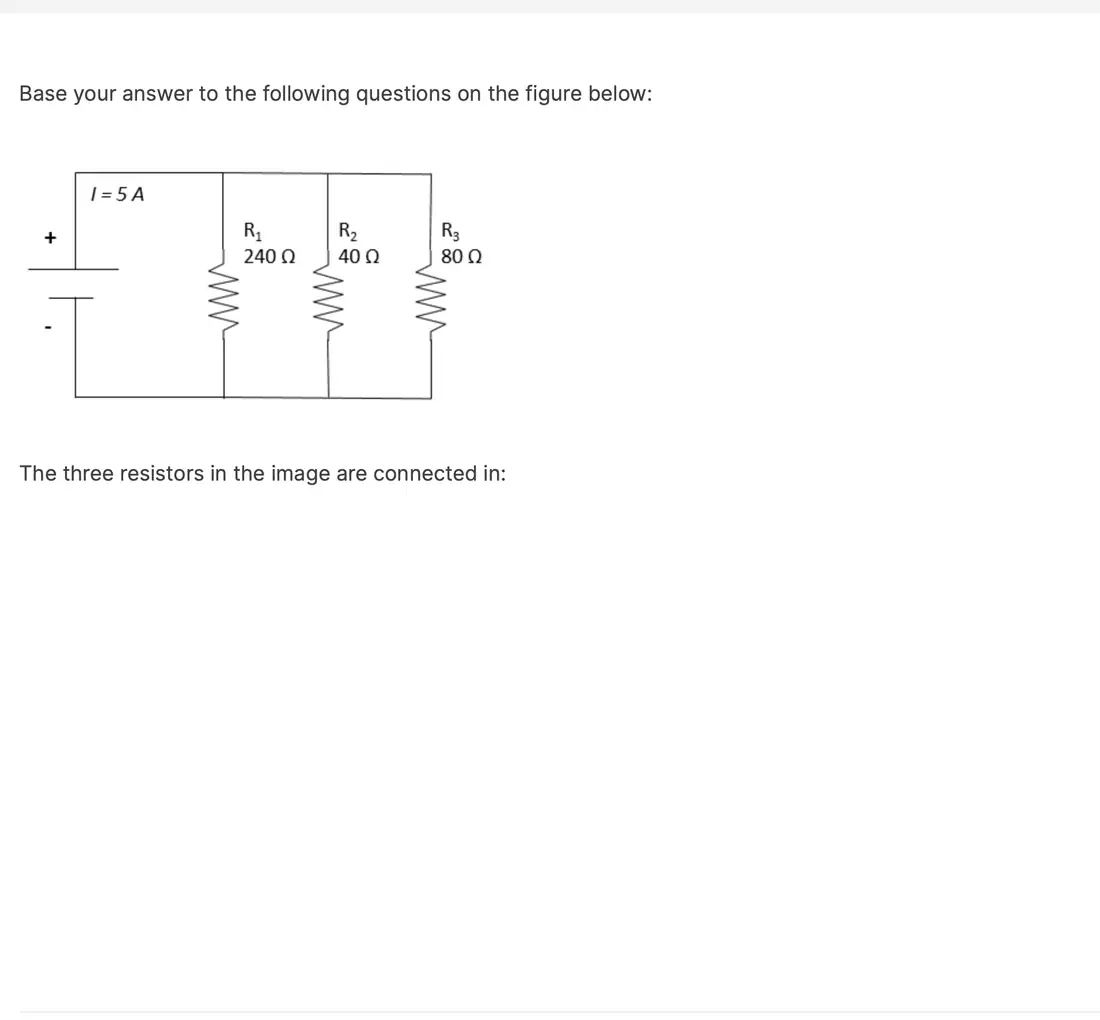 Base your answer to the following questions on the figure below:
I = 5 A
+
R₁ R₂ R₃
240 Ω 40 Ω 80 Ω
-
The three resistors in the image are connected in: